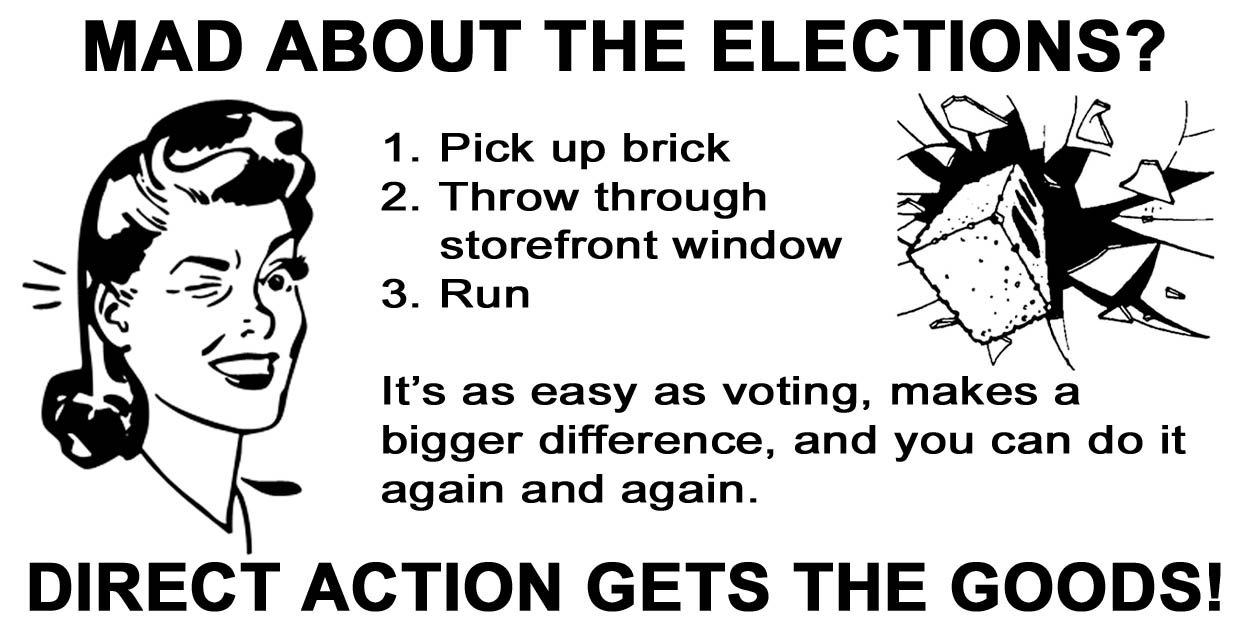 MAD ABOUT THE ELECTIONS?
1. Pick up brick
2. Throw through
storefront window
3. Run
It’s as easy as voting, makes a
bigger difference, and you can do it
again and again.
DIRECT ACTION GETS THE GOODS!